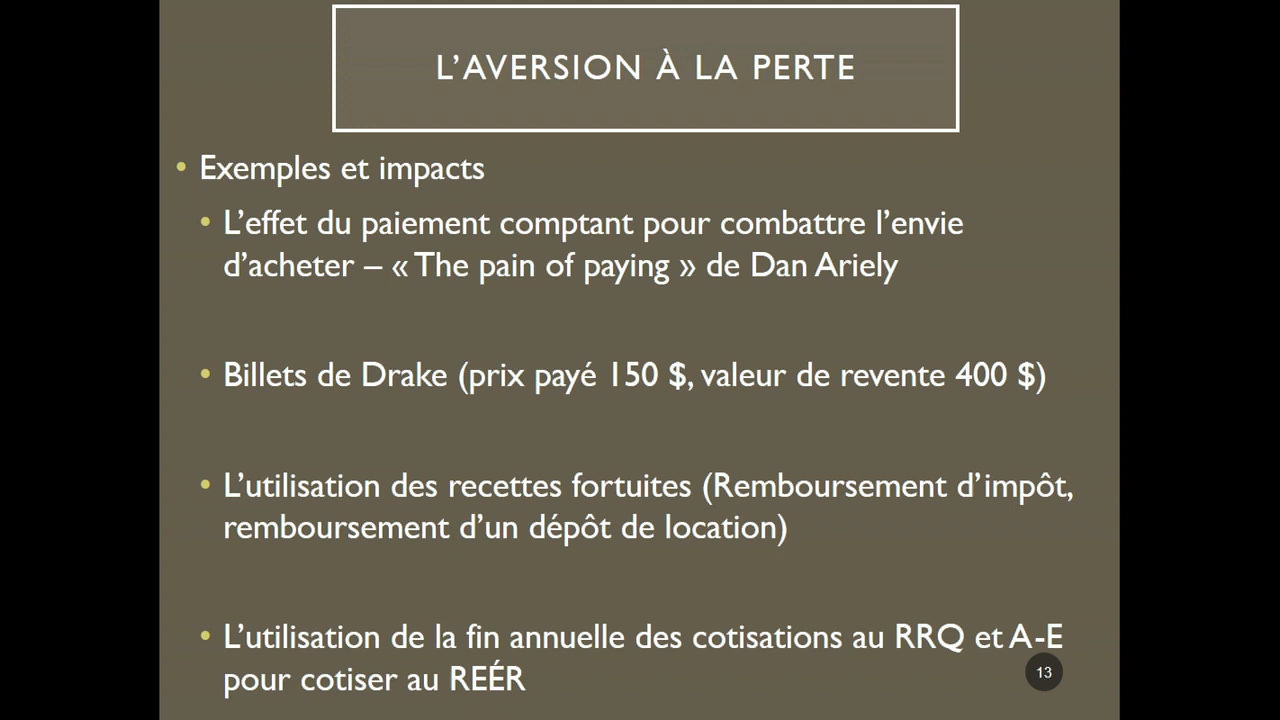 L’AVERSION À LA PERTE
• Exemples et impacts
• L’effet du paiement comptant pour combattre l’envie
d’acheter – « The pain of paying » de Dan Ariely
• Billets de Drake (prix payé 150 $, valeur de revente 400 $)
• L’utilisation des recettes fortuites (Remboursement d’impôt,
remboursement d’un dépôt de location)
• L’utilisation de la fin annuelle des cotisations au RRQ et A-E
pour cotiser au REÉR
13